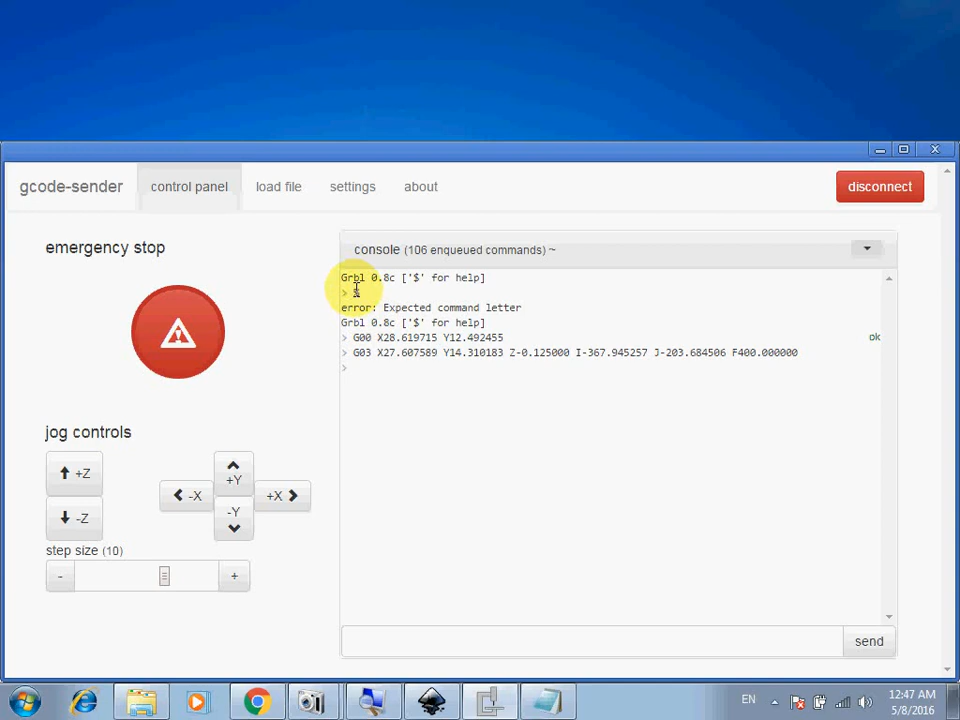 gcode-sender control panel load file settings about disconnect
emergency stop
console (106 enqueued commands) ~
Grbl 0.8c ['$' for help]
>
error: Expected command letter
Grbl 0.8c ['$' for help]
> G00 X28.619715 Y12.492455 ok
> G03 X27.607589 Y14.310183 Z-0.125000 I-367.945257 J-203.684506 F400.000000
>
jog controls
+Z
-Z
-X
+Y
-Y
+X
step size (10)
- +
send
EN
12:47 AM
5/8/2016